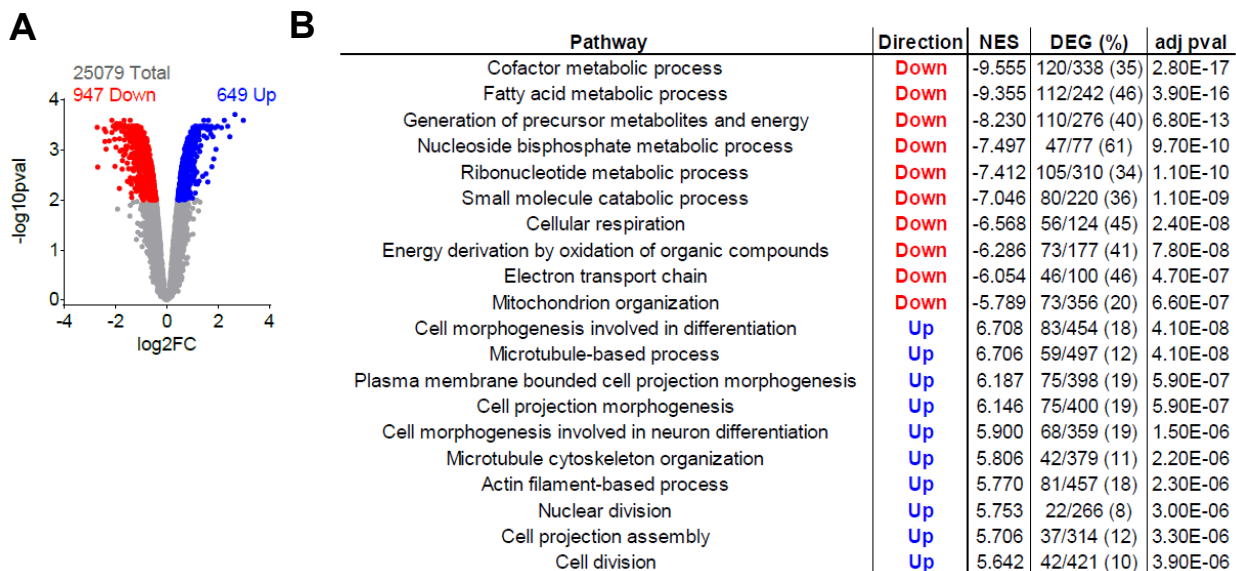 A
25079 Total
947 Down 649 Up
4
3
2
1
0
-log10pval
-4 -2 0 2 4
log2FC
B
Pathway Direction NES DEG (%) adj pval
Cofactor metabolic process Down -9.555 120/338 (35) 2.80E-17
Fatty acid metabolic process Down -9.355 112/242 (46) 3.90E-16
Generation of precursor metabolites and energy Down -8.230 110/276 (40) 6.80E-13
Nucleoside bisphosphate metabolic process Down -7.497 47/77 (61) 9.70E-10
Ribonucleotide metabolic process Down -7.412 105/310 (34) 1.10E-10
Small molecule catabolic process Down -7.046 80/220 (36) 1.10E-09
Cellular respiration Down -6.568 56/124 (45) 2.40E-08
Energy derivation by oxidation of organic compounds Down -6.286 73/177 (41) 7.80E-08
Electron transport chain Down -6.054 46/100 (46) 4.70E-07
Mitochondrion organization Down -5.789 73/356 (20) 6.60E-07
Cell morphogenesis involved in differentiation Up 6.708 83/454 (18) 4.10E-08
Microtubule-based process Up 6.706 59/497 (12) 4.10E-08
Plasma membrane bounded cell projection morphogenesis Up 6.187 75/398 (19) 5.90E-07
Cell projection morphogenesis Up 6.146 75/400 (19) 5.90E-07
Cell morphogenesis involved in neuron differentiation Up 5.900 68/359 (19) 1.50E-06
Microtubule cytoskeleton organization Up 5.806 42/379 (11) 2.20E-06
Actin filament-based process Up 5.770 81/457 (18) 2.30E-06
Nuclear division Up 5.753 22/266 (8) 3.00E-06
Cell projection assembly Up 5.706 37/314 (12) 3.30E-06
Cell division Up 5.642 42/421 (10) 3.90E-06